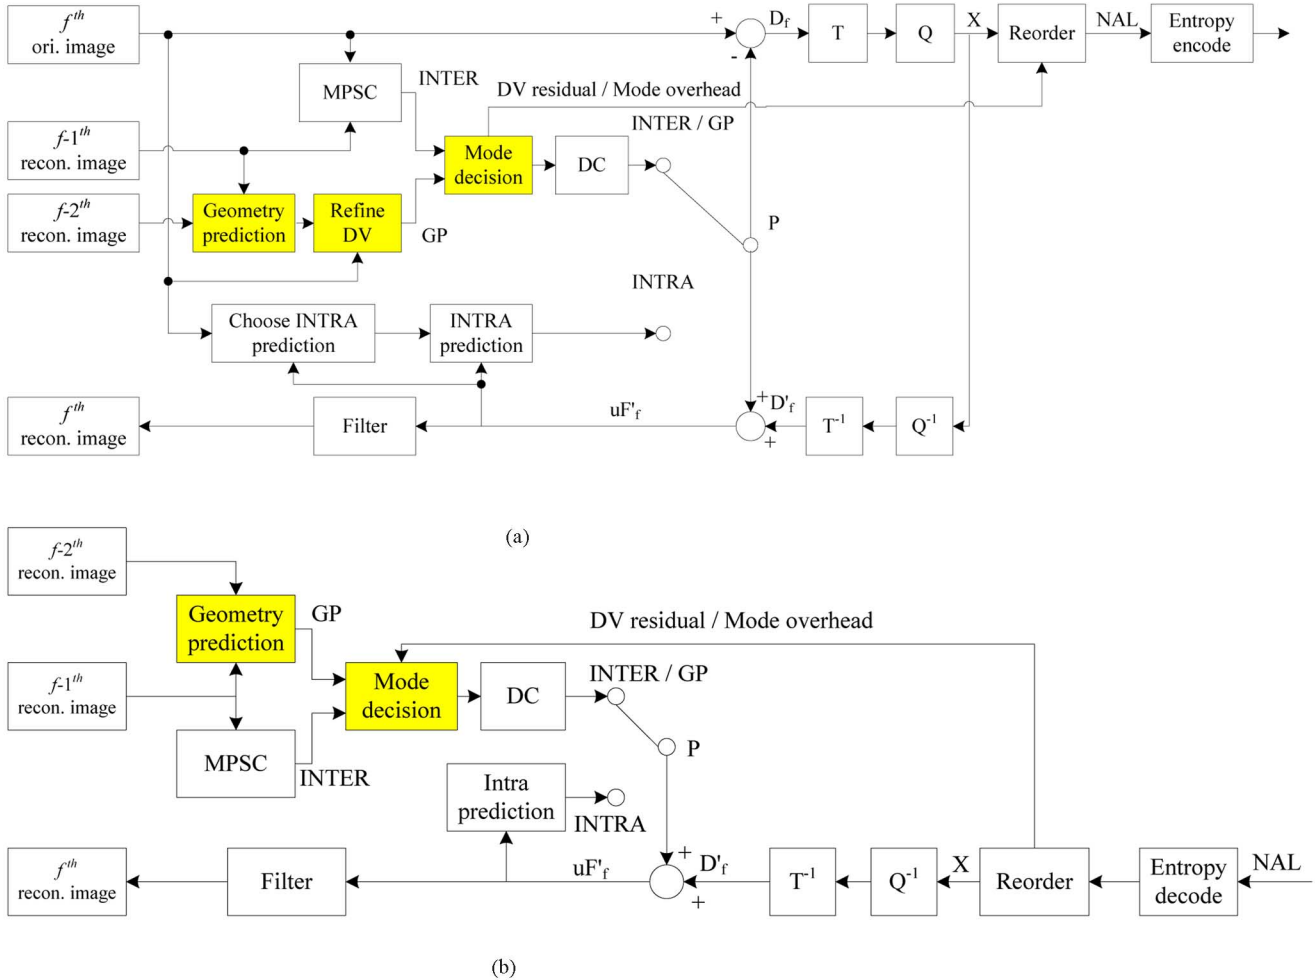 f th
ori. image
+
D_f
T
Q
X
Reorder
NAL
Entropy
encode
-
MPSC
INTER
DV residual / Mode overhead
INTER / GP
f-1 th
recon. image
Mode
decision
DC
f-2 th
recon. image
Geometry
prediction
Refine
DV
GP
P
INTRA
Choose INTRA
prediction
INTRA
prediction
f th
recon. image
Filter
uF'_f
+
D'_f
+
T⁻¹
Q⁻¹
(a)
f-2 th
recon. image
Geometry
prediction
GP
DV residual / Mode overhead
f-1 th
recon. image
Mode
decision
DC
INTER / GP
P
MPSC
INTER
Intra
prediction
INTRA
f th
recon. image
Filter
uF'_f
+
D'_f
+
T⁻¹
Q⁻¹
X
Reorder
Entropy
decode
NAL
(b)